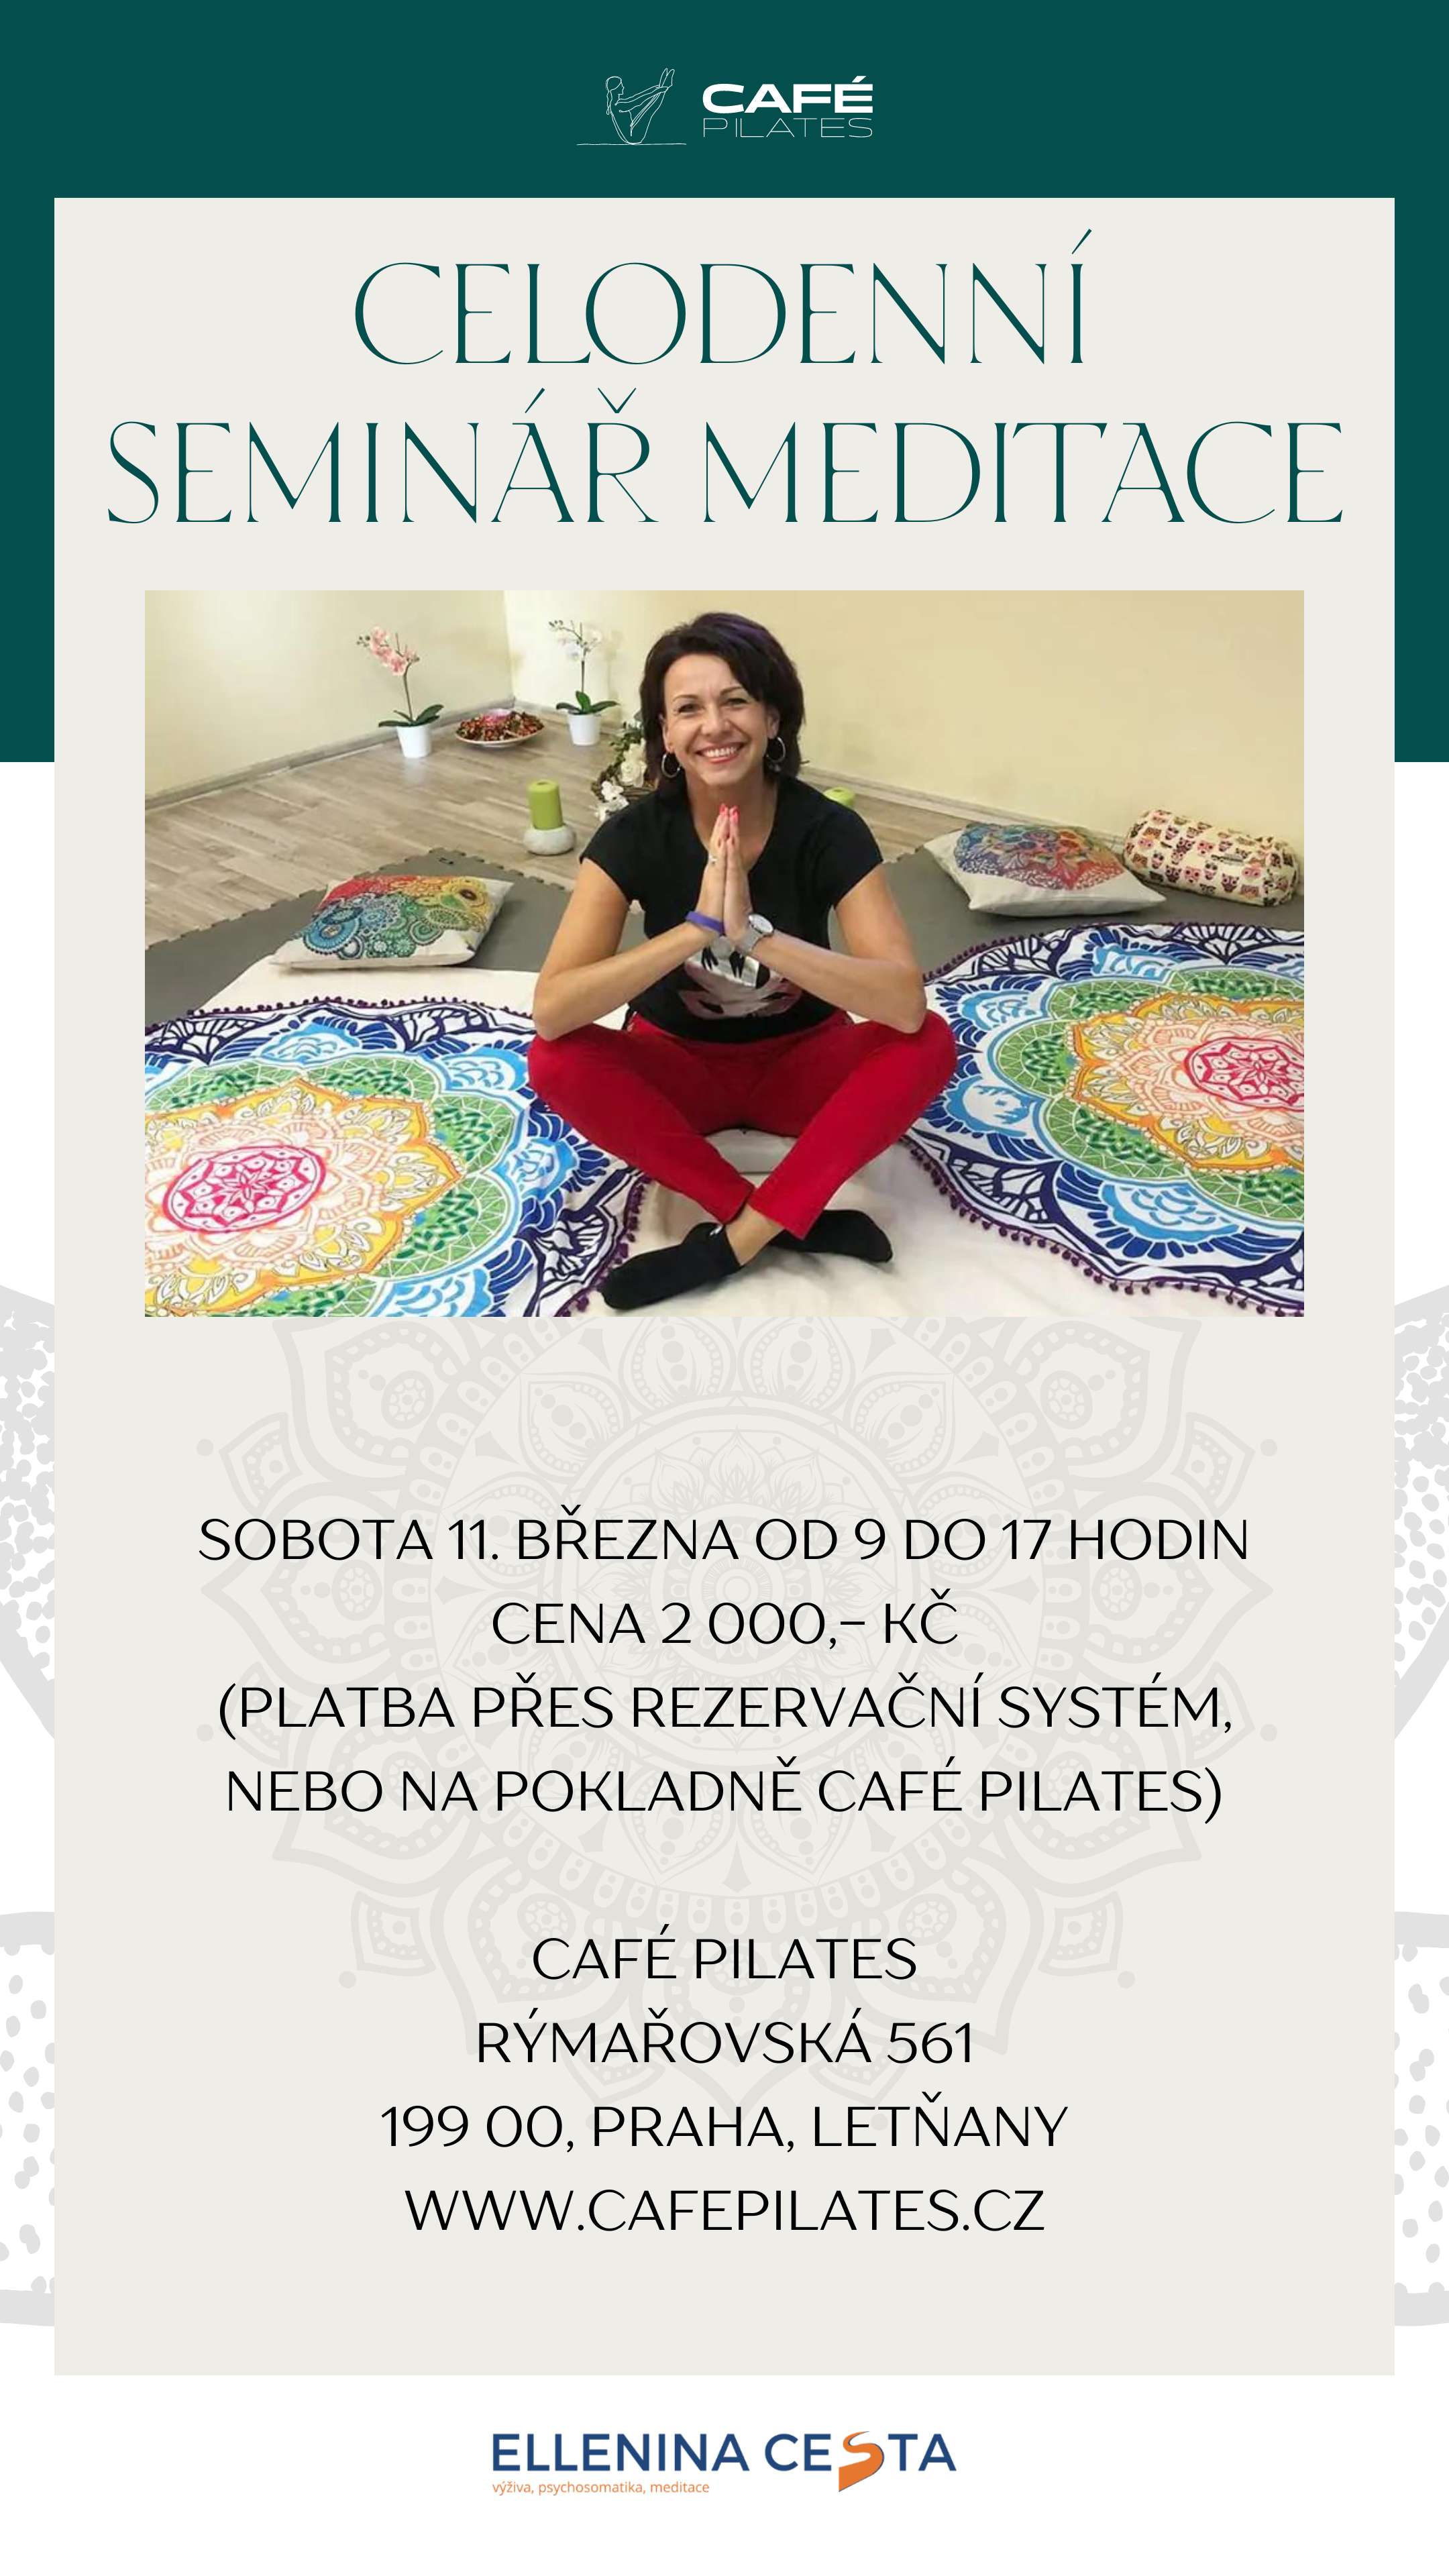 CAFÉ
PILATES
CELODENNÍ
SEMINÁŘ MEDITACE
SOBOTA 11. BŘEZNA OD 9 DO 17 HODIN
CENA 2 000,– KČ
(PLATBA PŘES REZERVAČNÍ SYSTÉM,
NEBO NA POKLADNĚ CAFÉ PILATES)
CAFÉ PILATES
RÝMAŘOVSKÁ 561
199 00, PRAHA, LETŇANY
WWW.CAFEPILATES.CZ
ELLENINA CESTA
výživa, psychosomatika, meditace